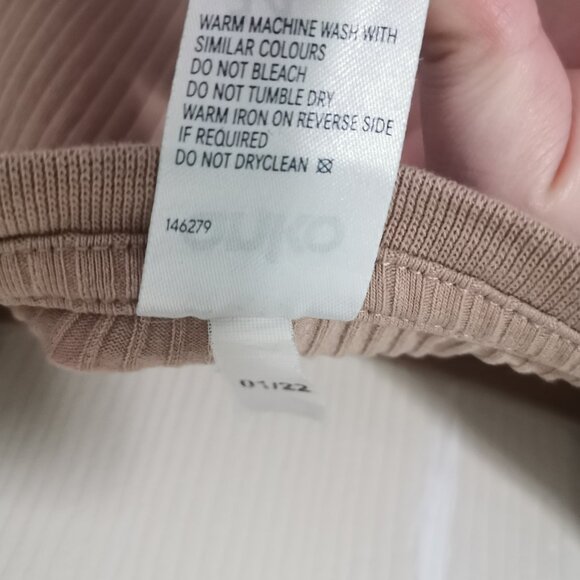 WARM MACHINE WASH WITH
SIMILAR COLOURS
DO NOT BLEACH
DO NOT TUMBLE DRY
WARM IRON ON REVERSE SIDE
IF REQUIRED
DO NOT DRYCLEAN
146279
01/22